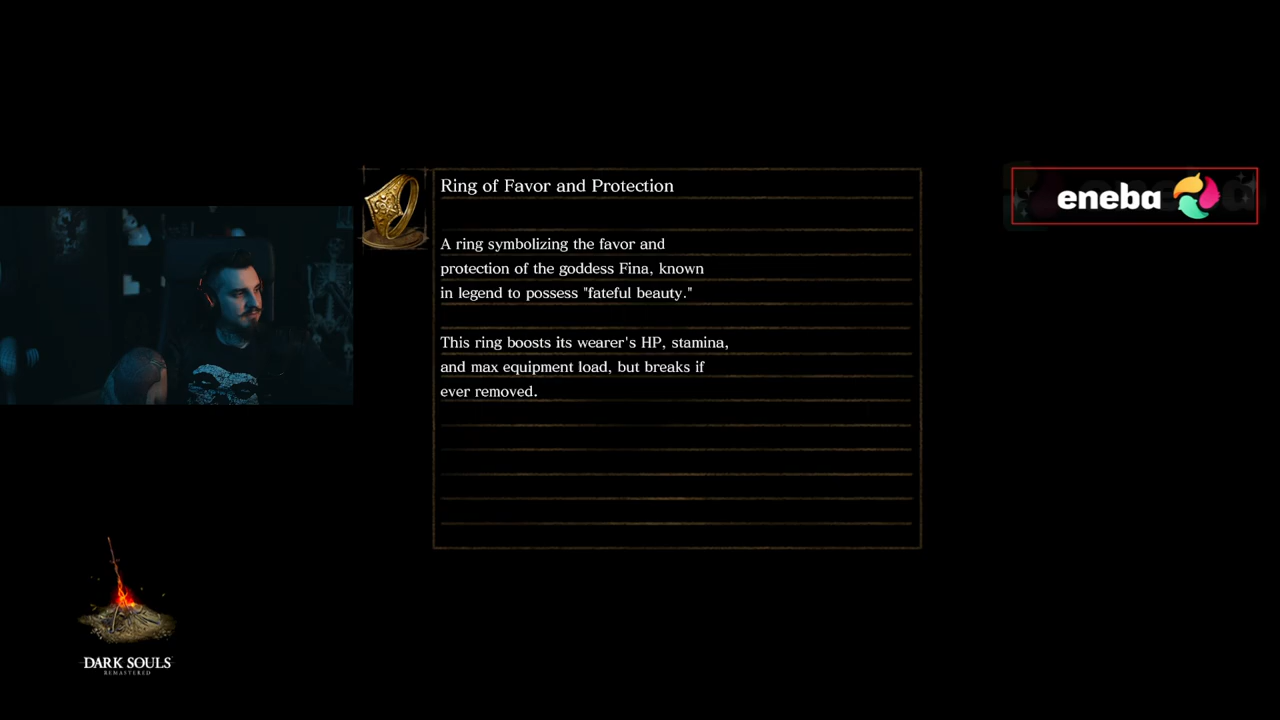 Ring of Favor and Protection
A ring symbolizing the favor and
protection of the goddess Fina, known
in legend to possess "fateful beauty."
This ring boosts its wearer's HP, stamina,
and max equipment load, but breaks if
ever removed.
eneba
DARK SOULS
REMASTERED